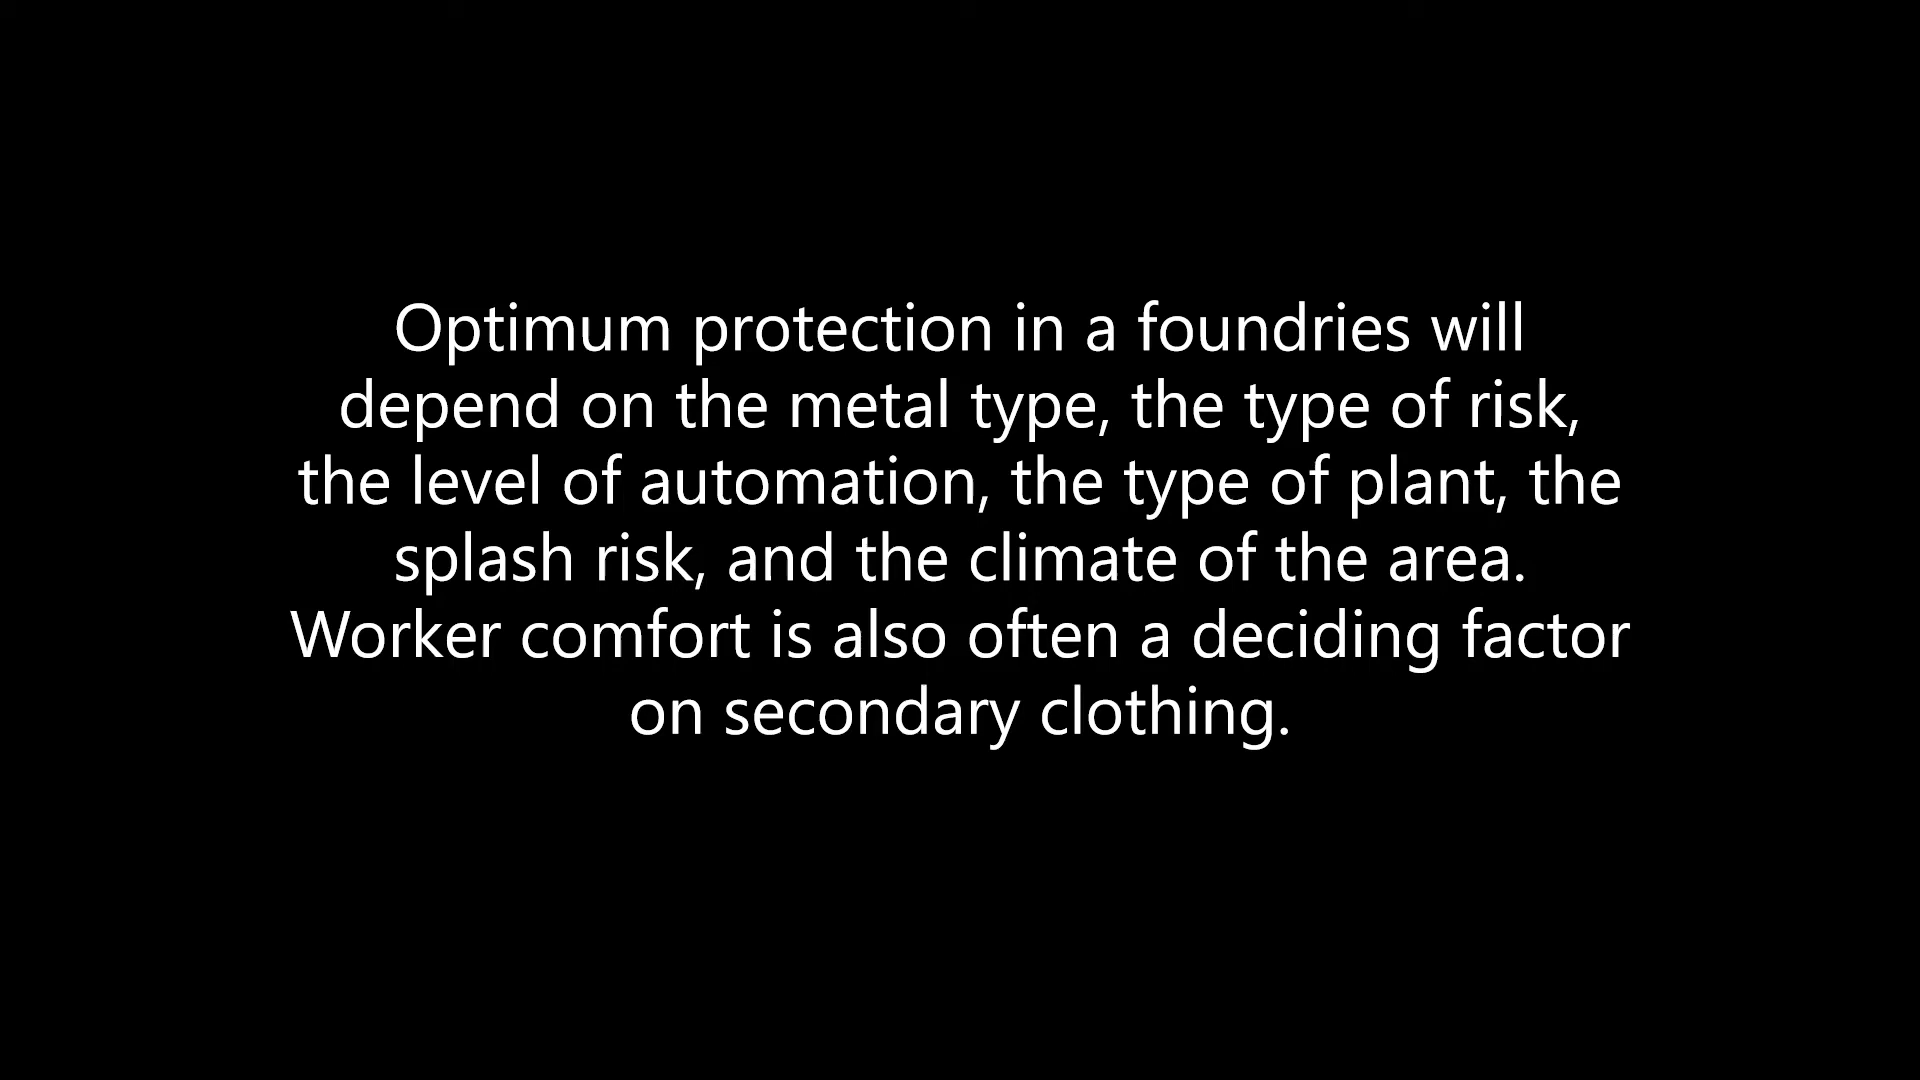 Optimum protection in a foundries will
depend on the metal type, the type of risk,
the level of automation, the type of plant, the
splash risk, and the climate of the area.
Worker comfort is also often a deciding factor
on secondary clothing.